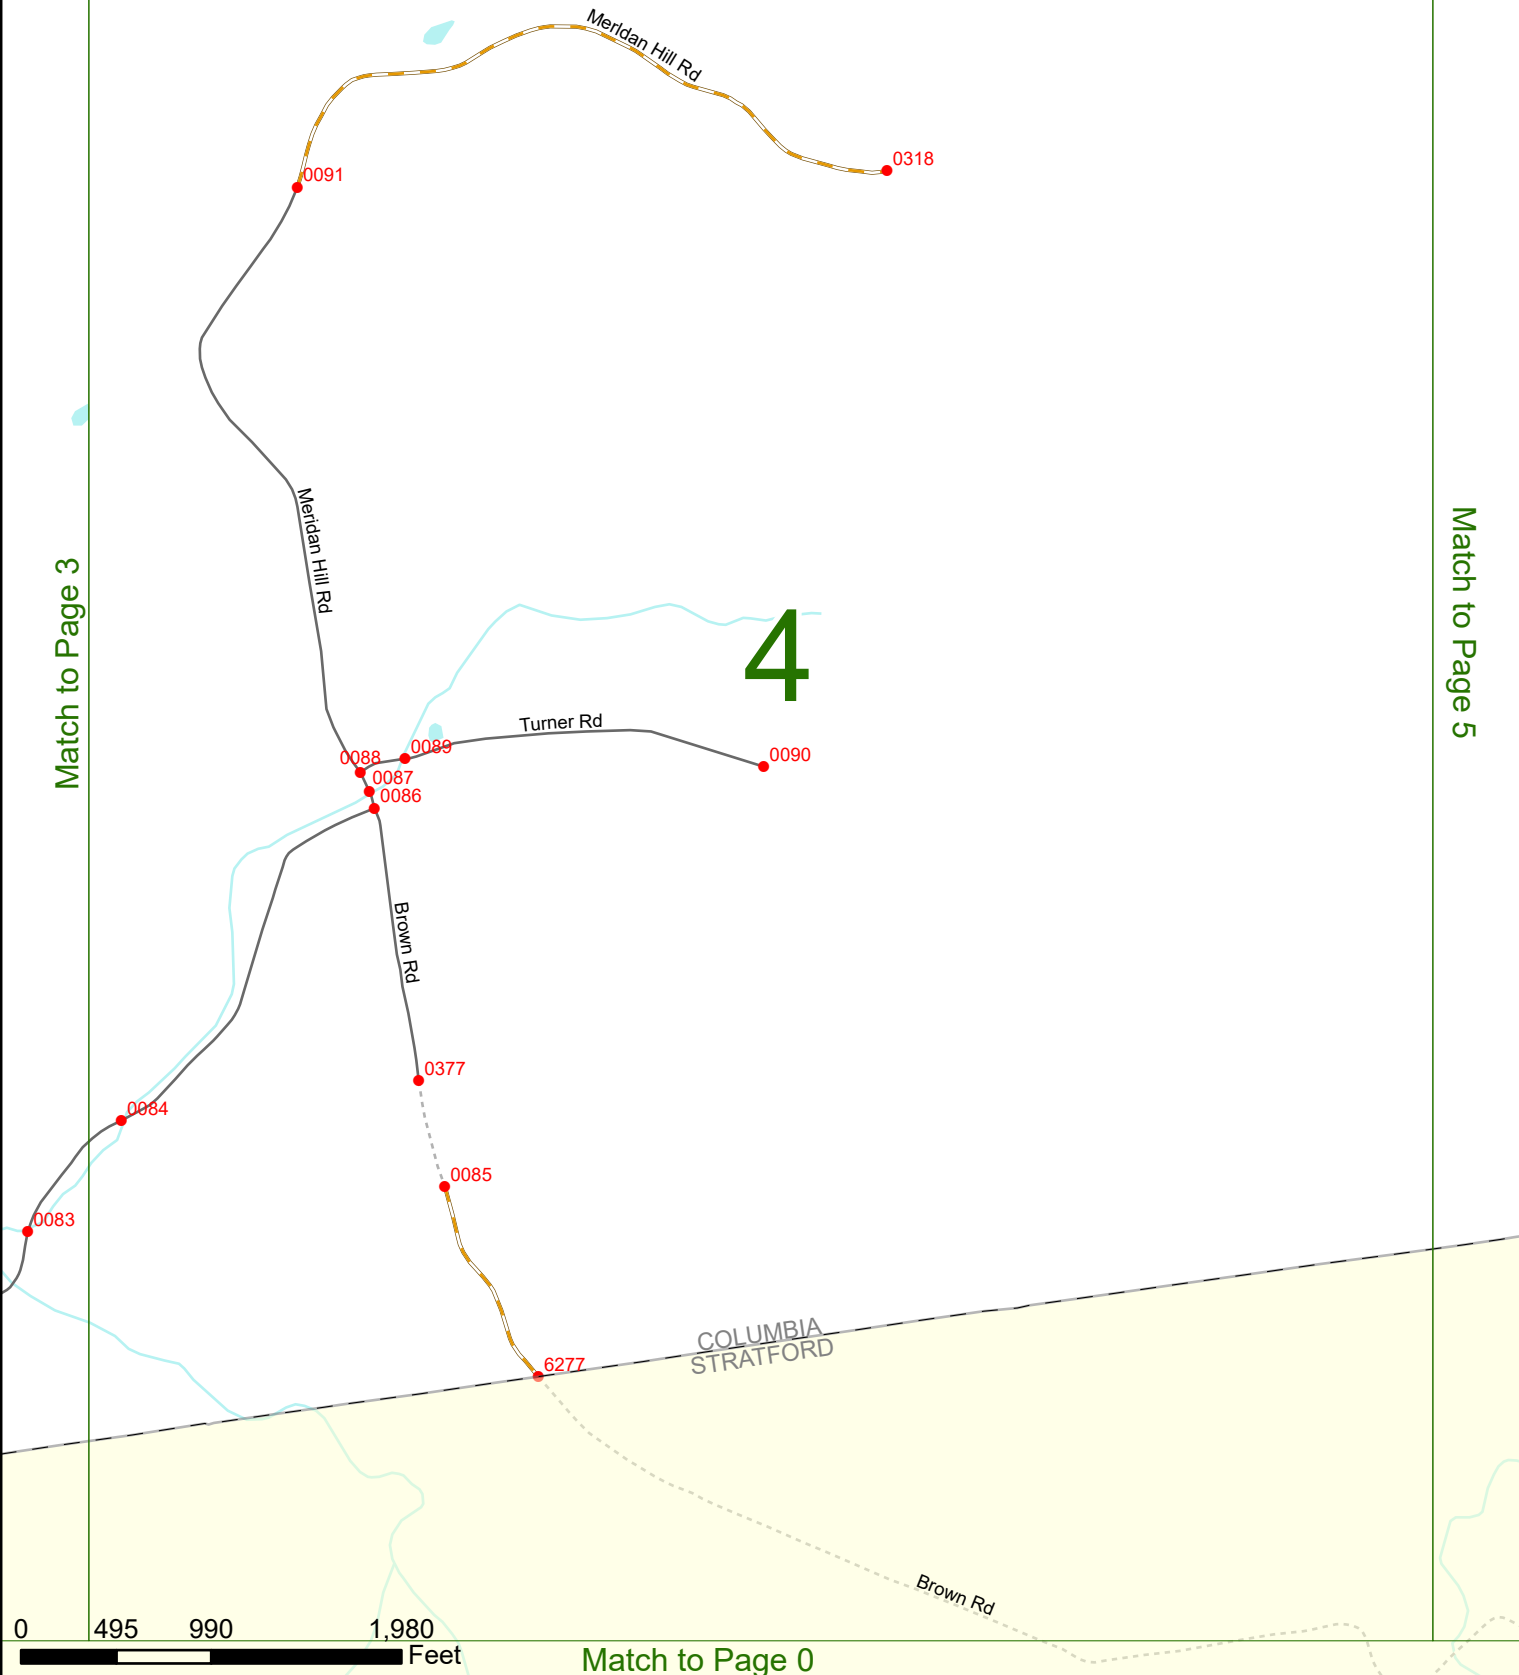 Meridan Hill Rd
0318
0091
Meridan Hill Rd
Match to Page 3
Match to Page 5
4
Turner Rd
0088
0089
0090
0087
0086
Brown Rd
0377
0084
0085
0083
COLUMBIA
STRATFORD
6277
Brown Rd
0 495 990 1,980
Feet
Match to Page 0